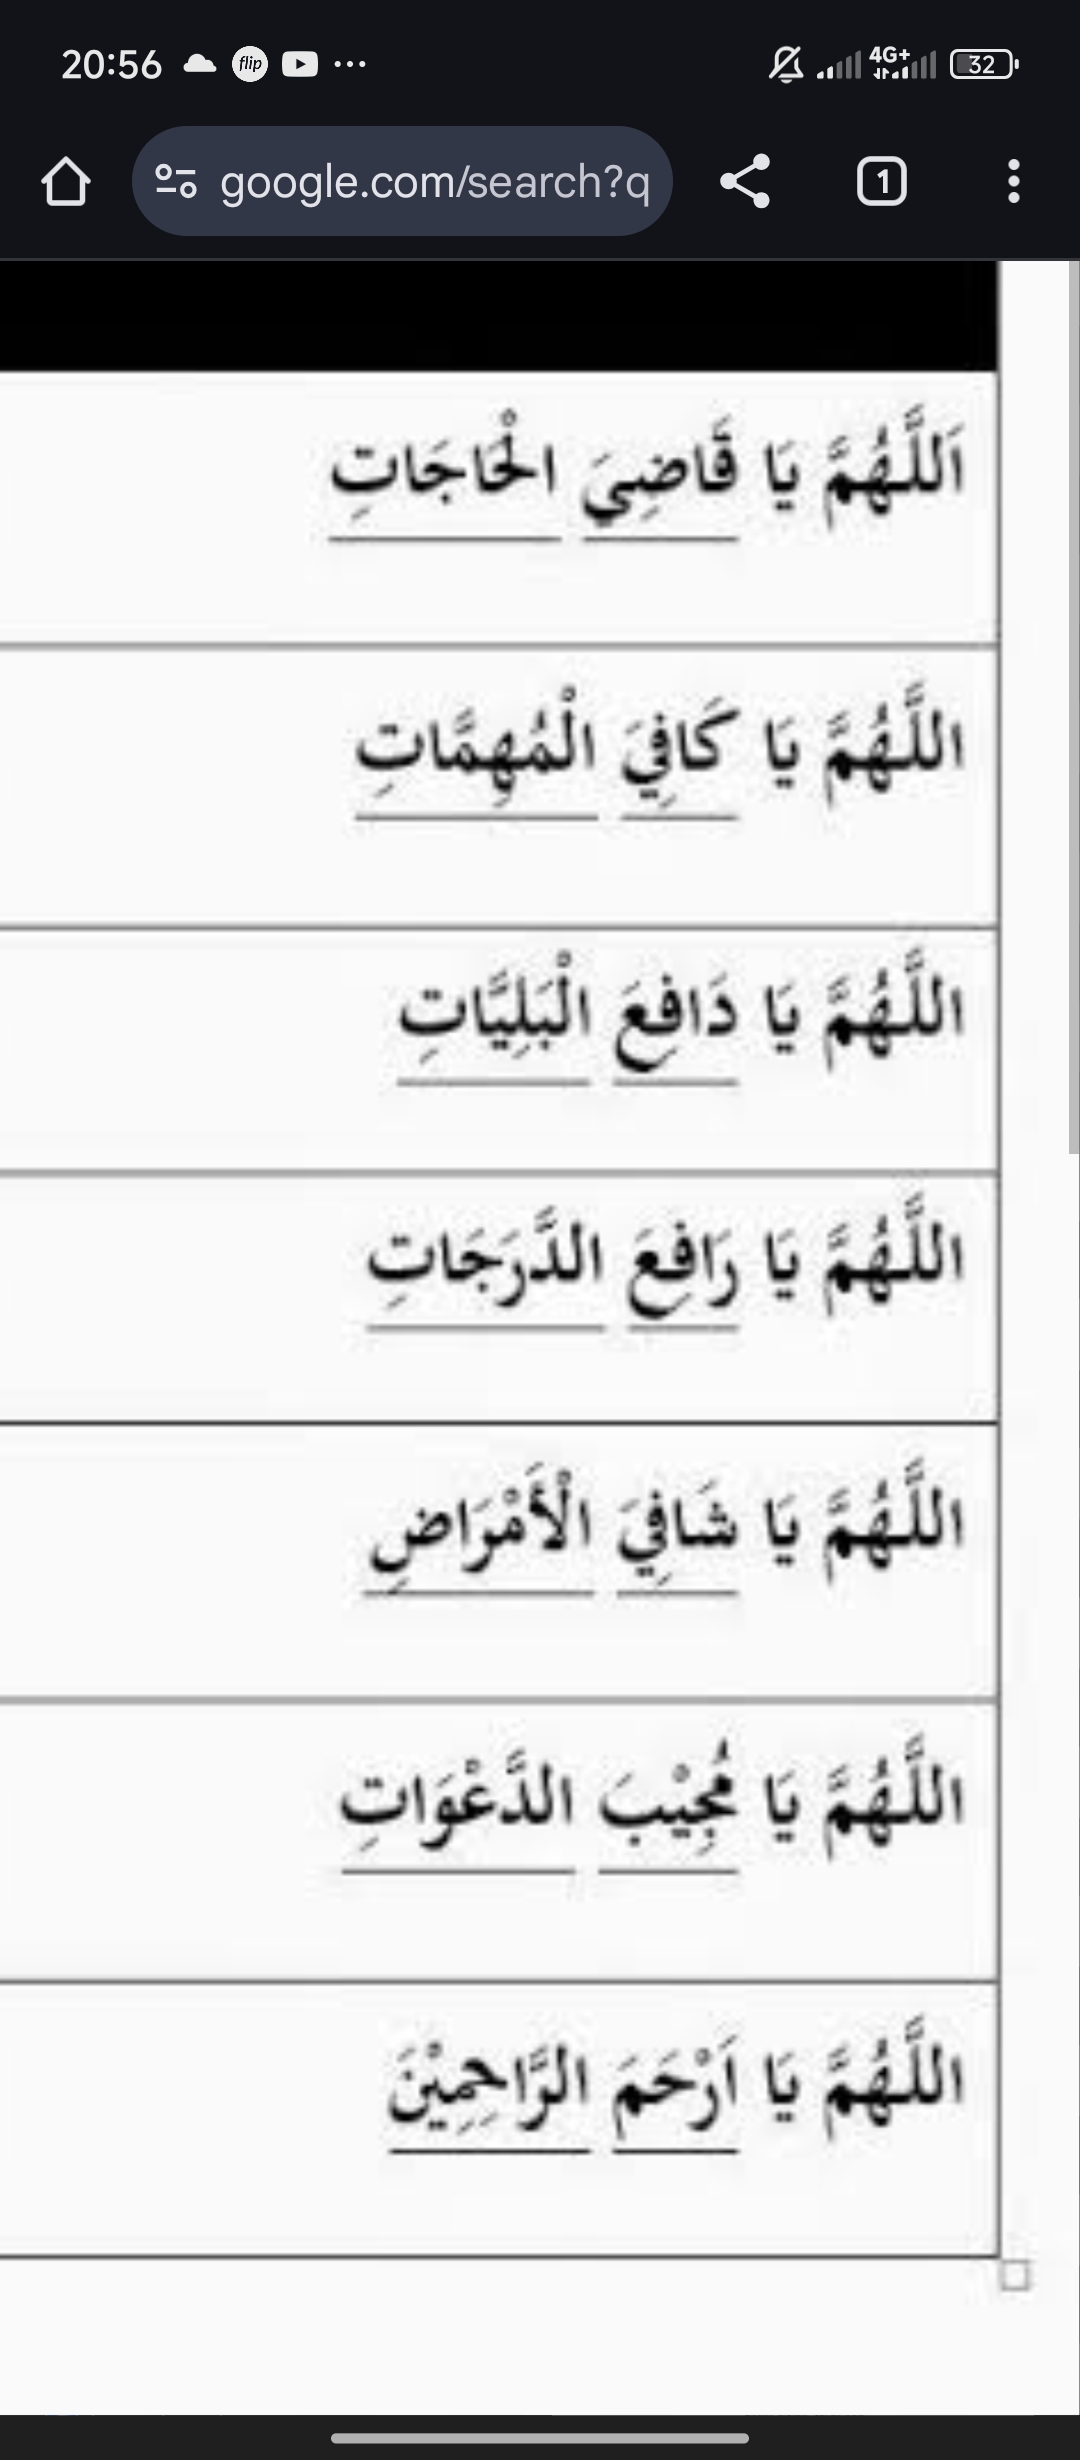 20:56 flip ... 4G+ 32
google.com/search?q 1
اَللَّهُمَّ يَا قَاضِيَ الْحَاجَاتِ
اللَّهُمَّ يَا كَافِيَ الْمُهِمَّاتِ
اللَّهُمَّ يَا دَافِعَ الْبَلِيَّاتِ
اللَّهُمَّ يَا رَافِعَ الدَّرَجَاتِ
اللَّهُمَّ يَا شَافِيَ الْأَمْرَاضِ
اللَّهُمَّ يَا مُجِيْبَ الدَّعْوَاتِ
اللَّهُمَّ يَا اَرْحَمَ الرَّاحِمِيْنَ